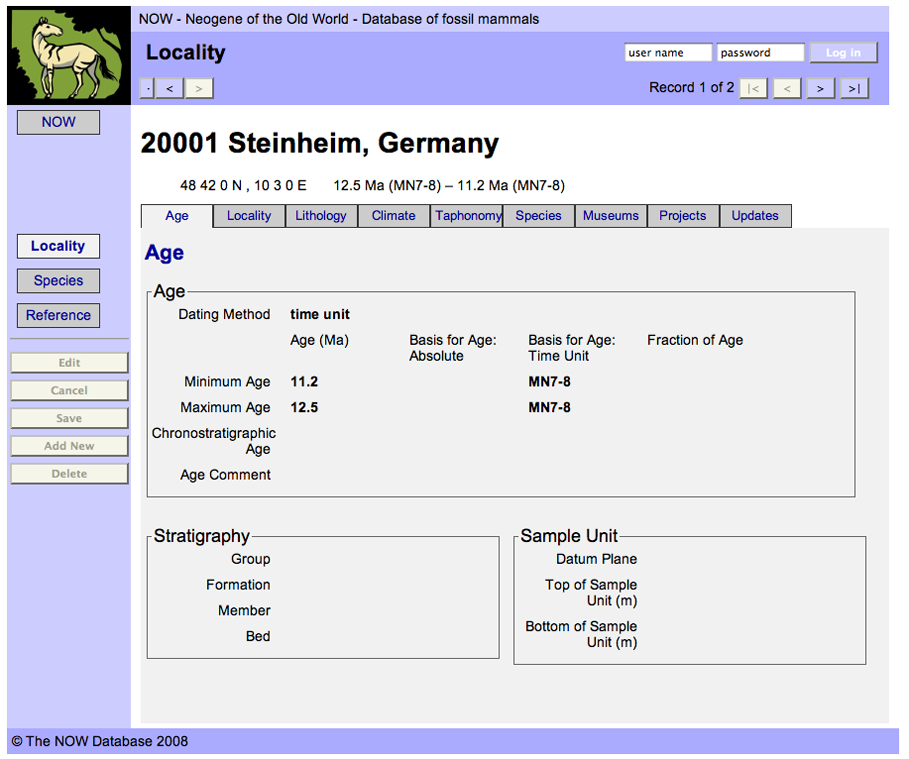 NOW - Neogene of the Old World - Database of fossil mammals
Locality
user name password Log in
· < >
Record 1 of 2 |< < > >|
NOW
20001 Steinheim, Germany
48 42 0 N , 10 3 0 E 12.5 Ma (MN7-8) – 11.2 Ma (MN7-8)
Age Locality Lithology Climate Taphonomy Species Museums Projects Updates
Locality
Species
Reference
Edit
Cancel
Save
Add New
Delete
Age
Age
Dating Method time unit
Age (Ma) Basis for Age: Basis for Age: Fraction of Age
Absolute Time Unit
Minimum Age 11.2 MN7-8
Maximum Age 12.5 MN7-8
Chronostratigraphic
Age
Age Comment
Stratigraphy
Group
Formation
Member
Bed
Sample Unit
Datum Plane
Top of Sample
Unit (m)
Bottom of Sample
Unit (m)
© The NOW Database 2008